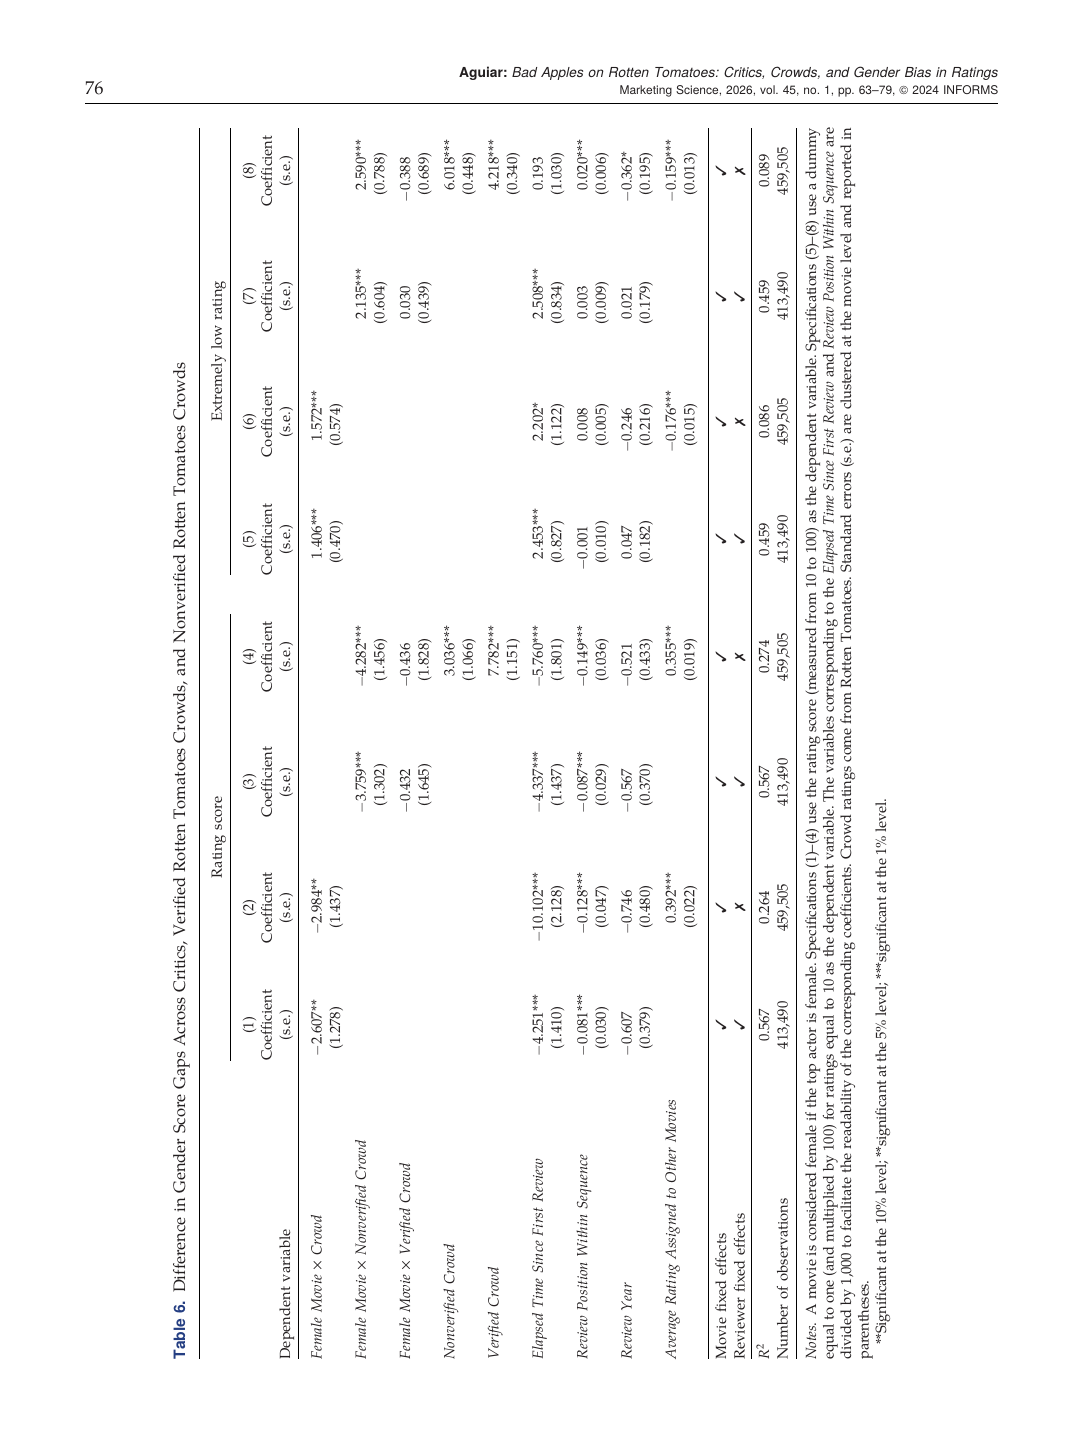 76
Aguiar: Bad Apples on Rotten Tomatoes: Critics, Crowds, and Gender Bias in Ratings
Marketing Science, 2026, vol. 45, no. 1, pp. 63–79, © 2024 INFORMS
Table 6. Difference in Gender Score Gaps Across Critics, Verified Rotten Tomatoes Crowds, and Nonverified Rotten Tomatoes Crowds
Rating score Extremely low rating
(1) (2) (3) (4) (5) (6) (7) (8)
Coefficient Coefficient Coefficient Coefficient Coefficient Coefficient Coefficient Coefficient
Dependent variable (s.e.) (s.e.) (s.e.) (s.e.) (s.e.) (s.e.) (s.e.) (s.e.)
Female Movie × Crowd −2.607** −2.984** 1.406*** 1.572***
(1.278) (1.437) (0.470) (0.574)
Female Movie × Nonverified Crowd −3.759*** −4.282*** 2.135*** 2.590***
(1.302) (1.456) (0.604) (0.788)
Female Movie × Verified Crowd −0.432 −0.436 0.030 −0.388
(1.645) (1.828) (0.439) (0.689)
Nonverified Crowd 3.036*** 6.018***
(1.066) (0.448)
Verified Crowd 7.782*** 4.218***
(1.151) (0.340)
Elapsed Time Since First Review −4.251*** −10.102*** −4.337*** −5.760*** 2.453*** 2.202* 2.508*** 0.193
(1.410) (2.128) (1.437) (1.801) (0.827) (1.122) (0.834) (1.030)
Review Position Within Sequence −0.081*** −0.128*** −0.087*** −0.149*** −0.001 0.008 0.003 0.020***
(0.030) (0.047) (0.029) (0.036) (0.010) (0.005) (0.009) (0.006)
Review Year −0.607 −0.746 −0.567 −0.521 0.047 −0.246 0.021 −0.362*
(0.379) (0.480) (0.370) (0.433) (0.182) (0.216) (0.179) (0.195)
Average Rating Assigned to Other Movies 0.392*** 0.355*** −0.176*** −0.159***
(0.022) (0.019) (0.015) (0.013)
Movie fixed effects ✓ ✓ ✓ ✓ ✓ ✓ ✓ ✓
Reviewer fixed effects ✓ ✗ ✓ ✗ ✓ ✗ ✓ ✗
R² 0.567 0.264 0.567 0.274 0.459 0.086 0.459 0.089
Number of observations 413,490 459,505 413,490 459,505 413,490 459,505 413,490 459,505
Notes. A movie is considered female if the top actor is female. Specifications (1)–(4) use the rating score (measured from 10 to 100) as the dependent variable. Specifications (5)–(8) use a dummy
equal to one (and multiplied by 100) for ratings equal to 10 as the dependent variable. The variables corresponding to the Elapsed Time Since First Review and Review Position Within Sequence are
divided by 1,000 to facilitate the readability of the corresponding coefficients. Crowd ratings come from Rotten Tomatoes. Standard errors (s.e.) are clustered at the movie level and reported in
parentheses.
**Significant at the 10% level; **significant at the 5% level; ***significant at the 1% level.